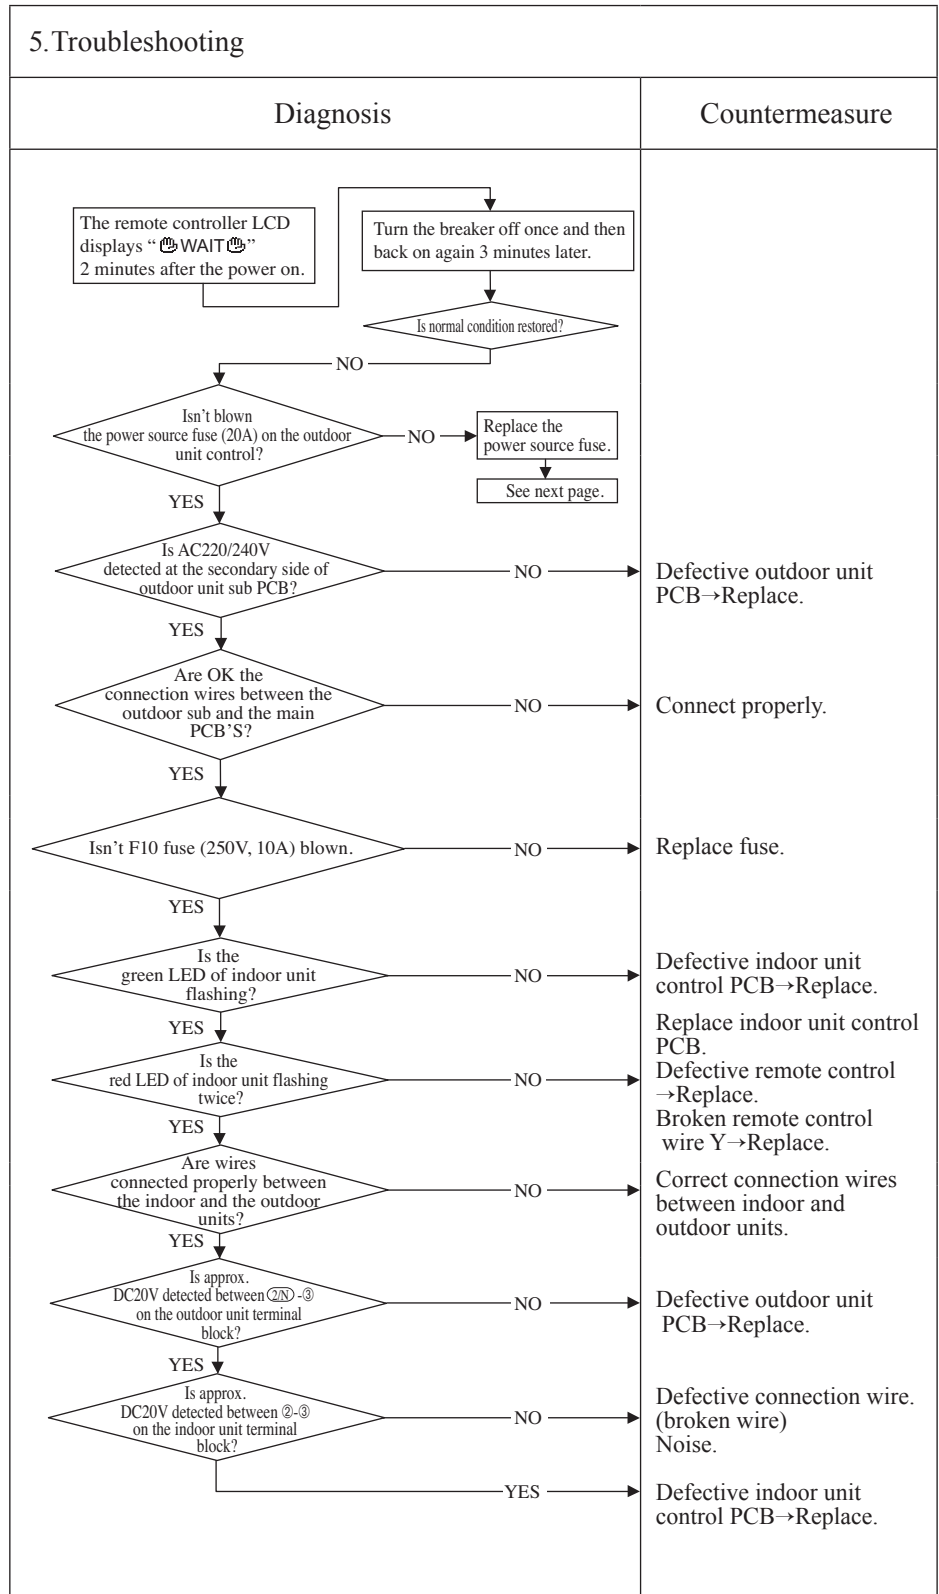 5.Troubleshooting
Diagnosis
Countermeasure
The remote controller LCD
displays “ WAIT ”
2 minutes after the power on.
Turn the breaker off once and then
back on again 3 minutes later.
Is normal condition restored?
NO
Isn’t blown
the power source fuse (20A) on the outdoor
unit control?
NO
Replace the
power source fuse.
See next page.
YES
Is AC220/240V
detected at the secondary side of
outdoor unit sub PCB?
NO
Defective outdoor unit
PCB→Replace.
YES
Are OK the
connection wires between the
outdoor sub and the main
PCB’S?
NO
Connect properly.
YES
Isn’t F10 fuse (250V, 10A) blown.
NO
Replace fuse.
YES
Is the
green LED of indoor unit
flashing?
NO
Defective indoor unit
control PCB→Replace.
YES
Is the
red LED of indoor unit flashing
twice?
NO
Replace indoor unit control
PCB.
Defective remote control
→Replace.
Broken remote control
wire Y→Replace.
YES
Are wires
connected properly between
the indoor and the outdoor
units?
NO
Correct connection wires
between indoor and
outdoor units.
YES
Is approx.
DC20V detected between 2/N -③
on the outdoor unit terminal
block?
NO
Defective outdoor unit
PCB→Replace.
YES
Is approx.
DC20V detected between ②-③
on the indoor unit terminal
block?
NO
Defective connection wire.
(broken wire)
Noise.
YES
Defective indoor unit
control PCB→Replace.